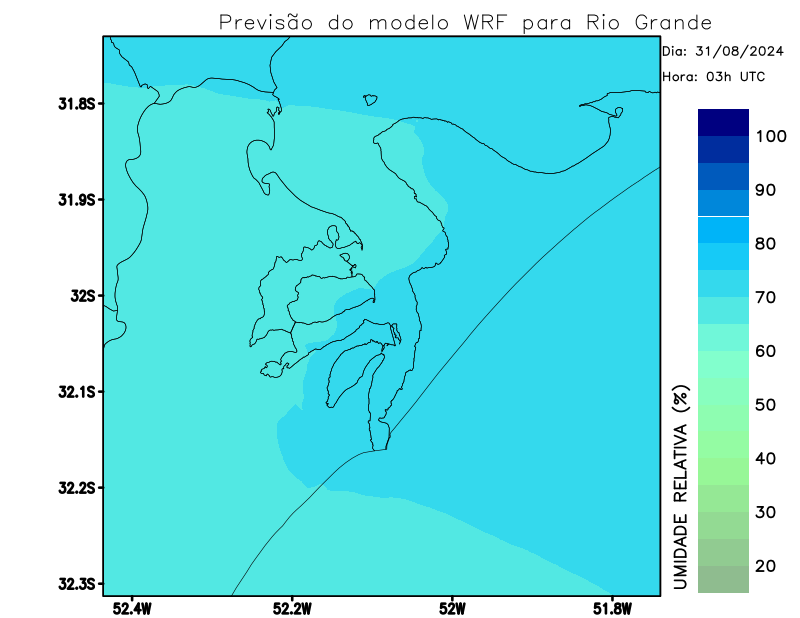 Previsão do modelo WRF para Rio Grande
Dia: 31/08/2024
Hora: 03h UTC
31.8S
31.9S
32S
32.1S
32.2S
32.3S
52.4W
52.2W
52W
51.8W
100
90
80
70
60
50
40
30
20
UMIDADE RELATIVA (%)